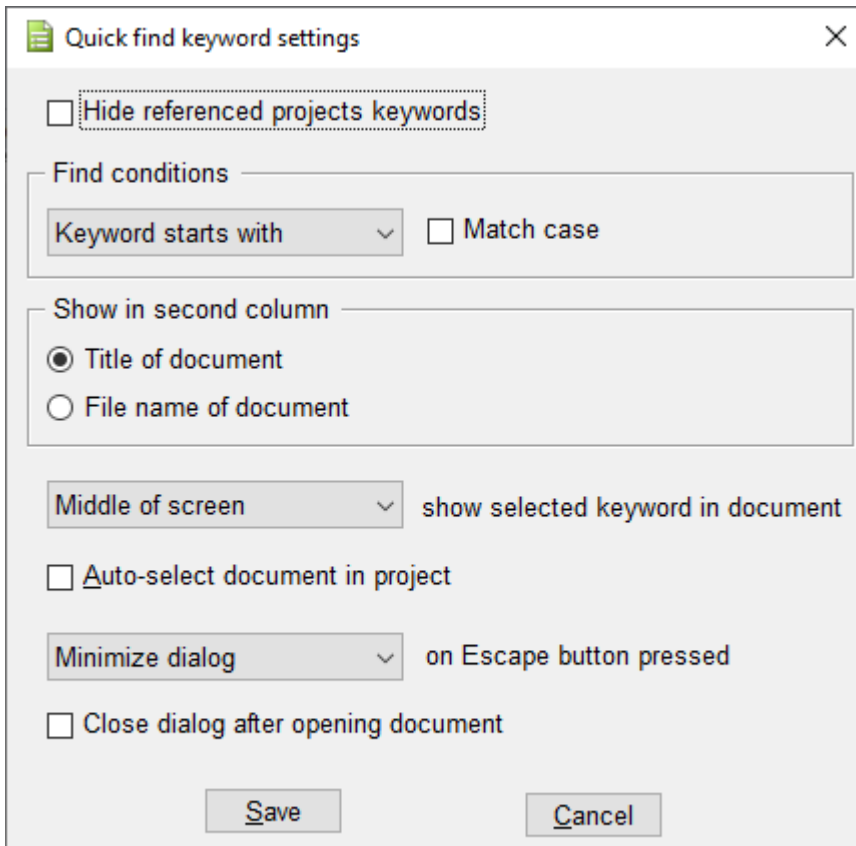 Quick find keyword settings
Hide referenced projects keywords
Find conditions
Keyword starts with
Match case
Show in second column
Title of document
File name of document
Middle of screen
show selected keyword in document
Auto-select document in project
Minimize dialog
on Escape button pressed
Close dialog after opening document
Save
Cancel